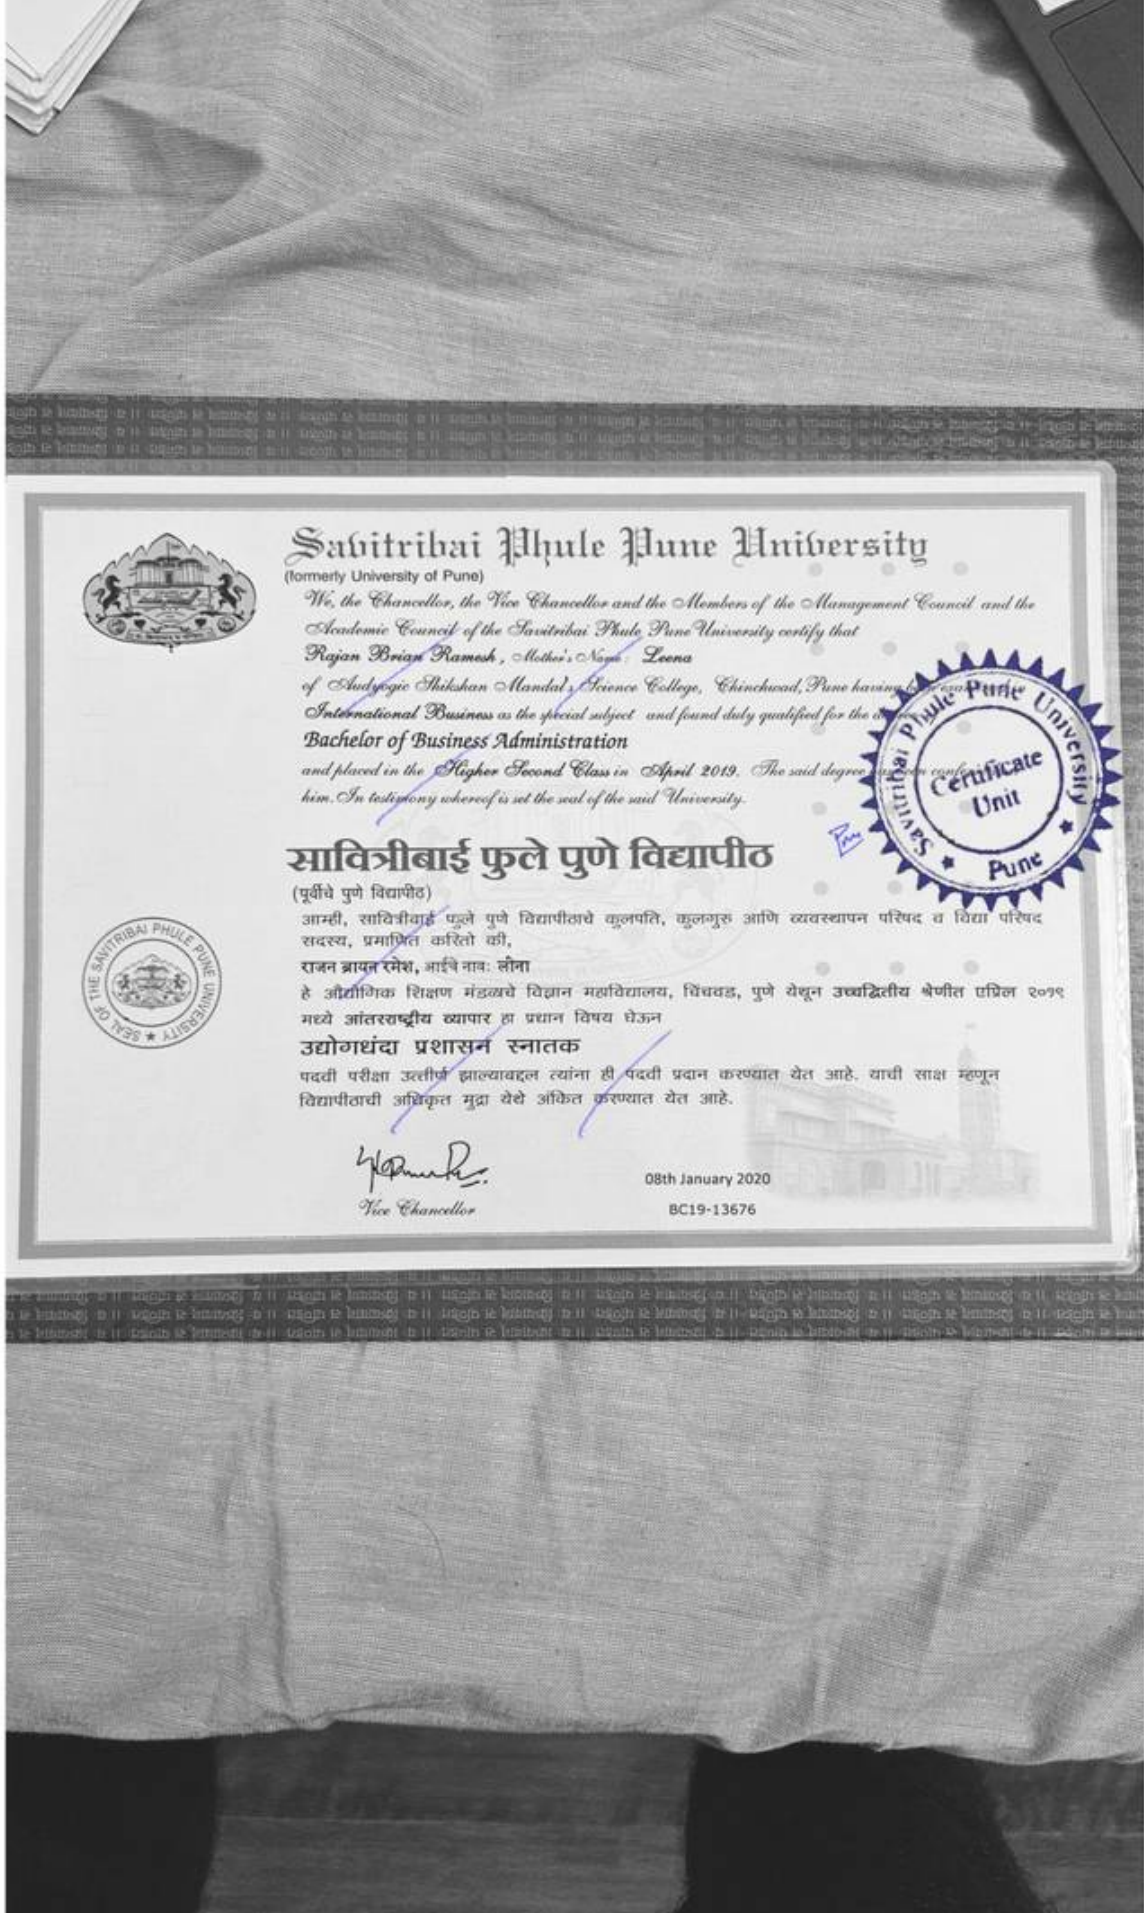 Savitribai Phule Pune University
(formerly University of Pune)
We, the Chancellor, the Vice Chancellor and the Members of the Management Council and the
Academic Council of the Savitribai Phule Pune University certify that
Rajan Brian Ramesh, Mother's Name: Leena
of Audyogic Shikshan Mandal's Science College, Chinchwad, Pune having
International Business as the special subject and found duly qualified for the
Bachelor of Business Administration
and placed in the Higher Second Class in April 2019. The said degree
him. In testimony whereof is set the seal of the said University.
Savitribai Phule Pune University
Certificate
Unit
Pune
सावित्रीबाई फुले पुणे विद्यापीठ
(पूर्वीचे पुणे विद्यापीठ)
आम्ही, सावित्रीबाई फुले पुणे विद्यापीठाचे कुलपति, कुलगुरु आणि व्यवस्थापन परिषद व विद्या परिषद
सदस्य, प्रमाणित करितो की,
राजन ब्रायन रमेश, आईचे नावः लीना
हे औद्योगिक शिक्षण मंडळाचे विज्ञान महाविद्यालय, चिंचवड, पुणे येथून उच्चद्वितीय श्रेणीत एप्रिल २०१९
मध्ये आंतरराष्ट्रीय व्यापार हा प्रधान विषय घेऊन
उद्योगधंदा प्रशासन स्नातक
पदवी परीक्षा उत्तीर्ण झाल्याबद्दल त्यांना ही पदवी प्रदान करण्यात येत आहे. याची साक्ष म्हणून
विद्यापीठाची अधिकृत मुद्रा येथे अंकित करण्यात येत आहे.
SEAL OF THE SAVITRIBAI PHULE PUNE UNIVERSITY
08th January 2020
Vice Chancellor
BC19-13676